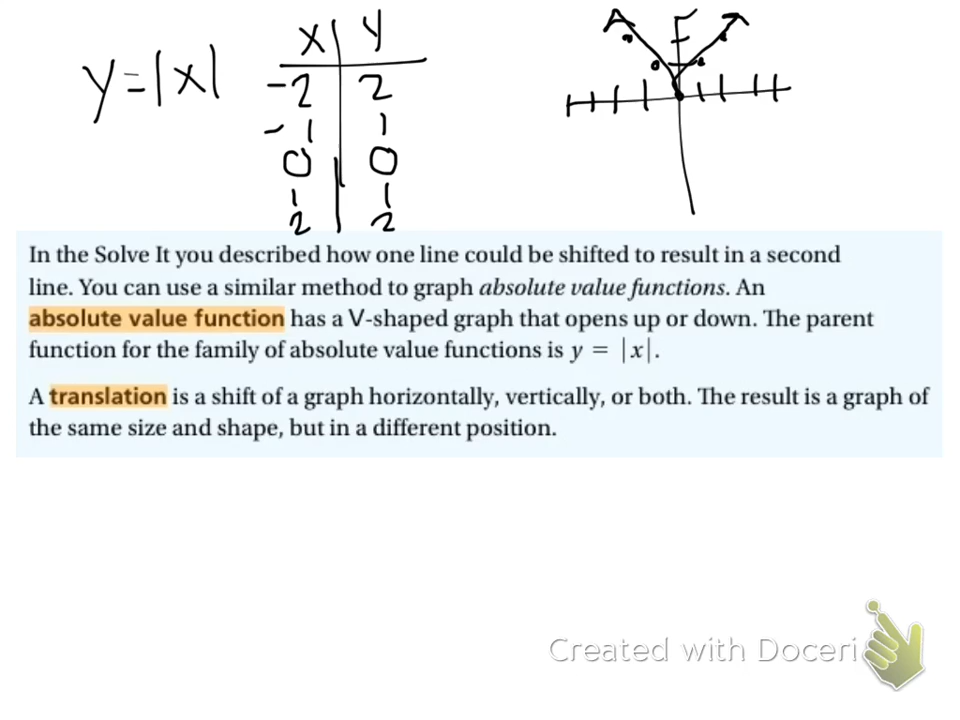 y=|x|
x y
-2 2
-1 1
0 0
1 1
2 2
In the Solve It you described how one line could be shifted to result in a second
line. You can use a similar method to graph absolute value functions. An
absolute value function has a V-shaped graph that opens up or down. The parent
function for the family of absolute value functions is y = |x|.
A translation is a shift of a graph horizontally, vertically, or both. The result is a graph of
the same size and shape, but in a different position.
Created with Doceri